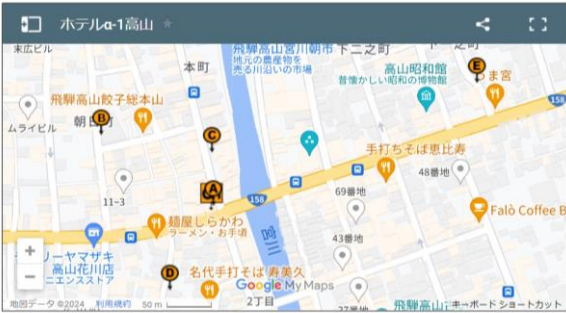 ホテルα-1高山
末広ビル
本町
飛騨高山宮川朝市
地元の農産物を
売る川沿いの市場
下二之町
高山昭和館
昔懐かしい昭和の博物館
E
ま宮
158
飛騨高山餃子総本山
B
朝日町
ムライビル
C
手打ちそば恵比寿
48番地
A
158
69番地
11-3
麺屋しらかわ
ラーメン・お手頃
宮川
43番地
Falò Coffee B
リーヤマザキ
高山花川店
ニエンスストア
D
名代手打そば 寿美久
Google My Maps
2丁目
飛騨高山
地図データ ©2024
利用規約
50 m
キーボード ショートカット